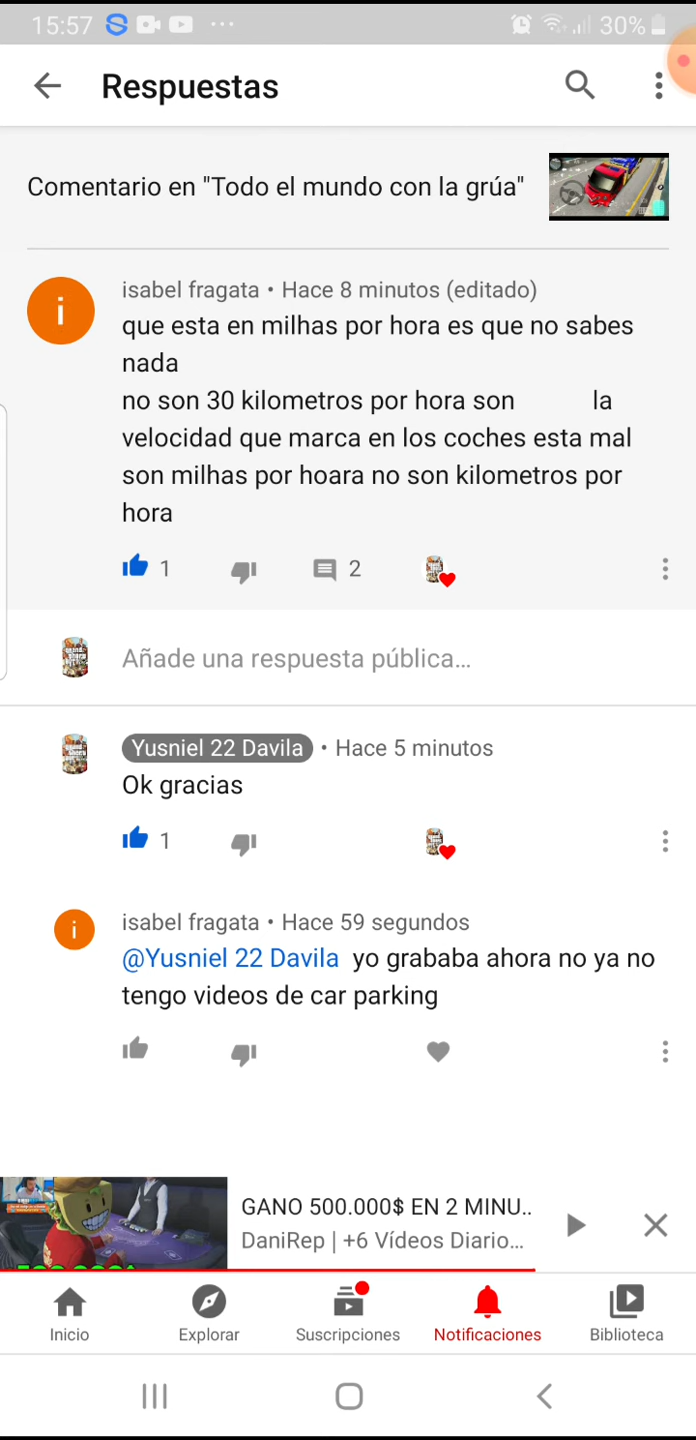 15:57
30%
Respuestas
Comentario en "Todo el mundo con la grúa"
isabel fragata • Hace 8 minutos (editado)
que esta en milhas por hora es que no sabes
nada
no son 30 kilometros por hora son la
velocidad que marca en los coches esta mal
son milhas por hoara no son kilometros por
hora
1
2
Añade una respuesta pública...
Yusniel 22 Davila • Hace 5 minutos
Ok gracias
1
isabel fragata • Hace 59 segundos
@Yusniel 22 Davila yo grababa ahora no ya no
tengo videos de car parking
GANO 500.000$ EN 2 MINU..
DaniRep | +6 Vídeos Diario...
Inicio
Explorar
Suscripciones
Notificaciones
Biblioteca